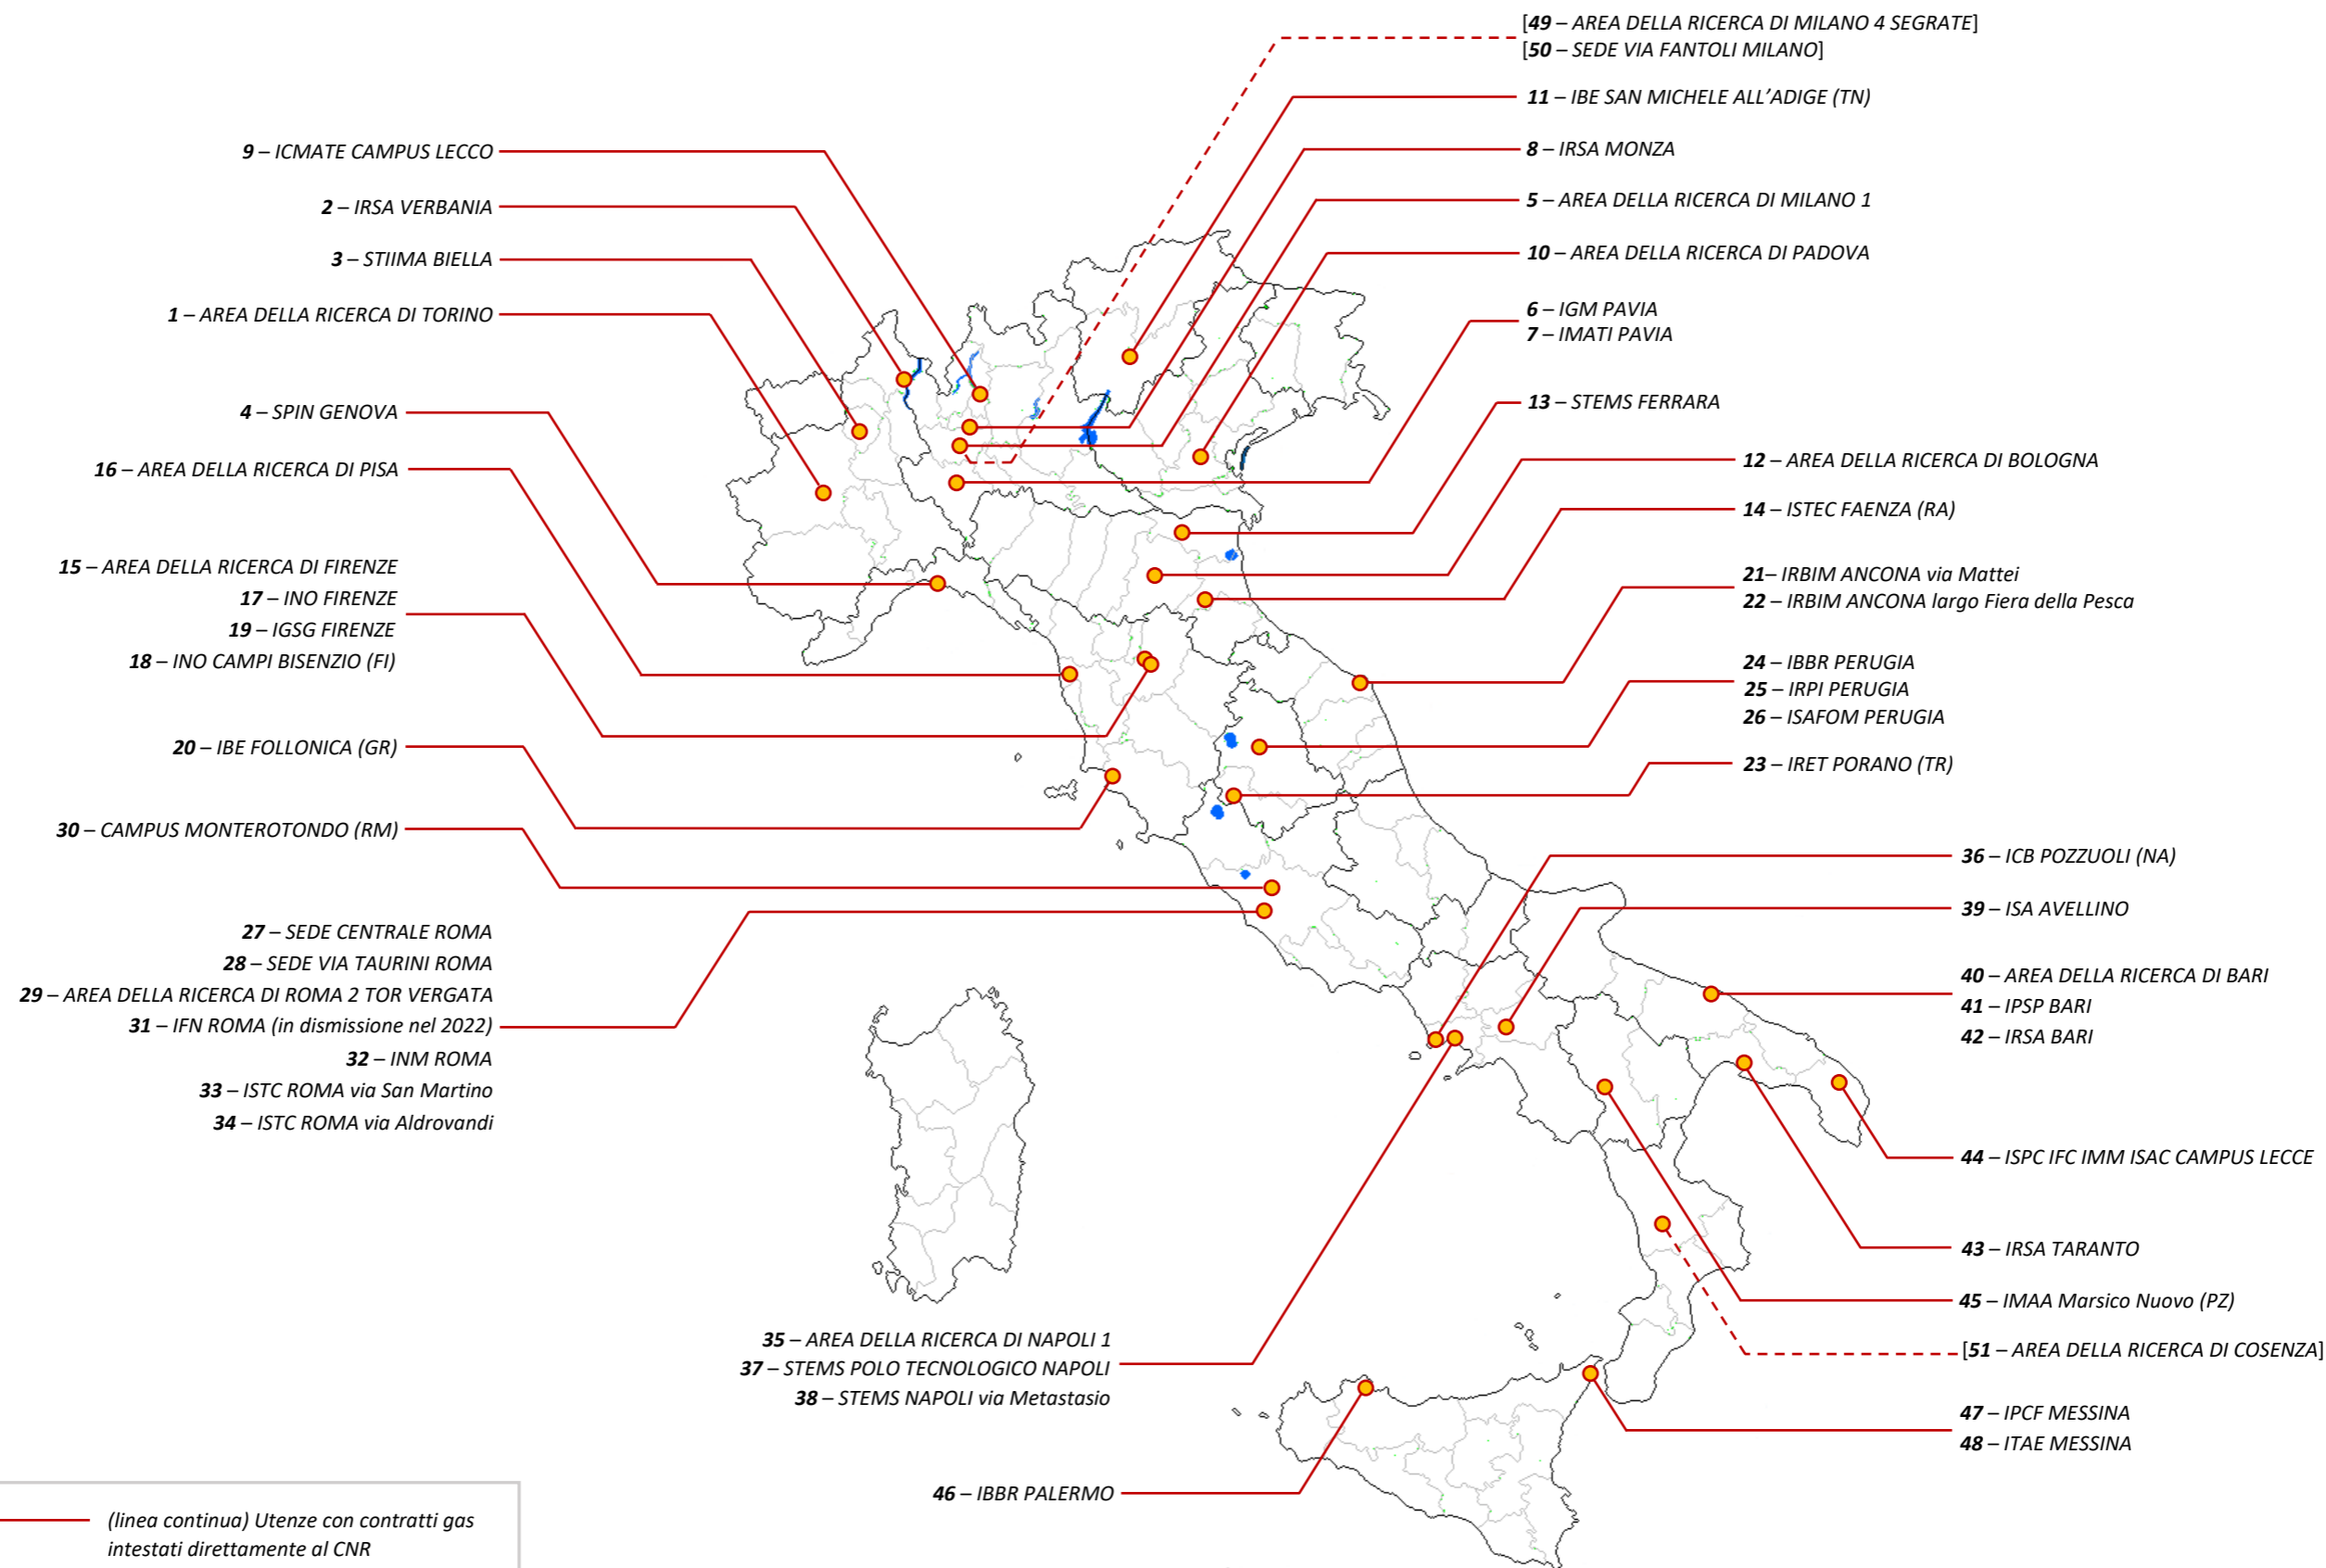 [49 – AREA DELLA RICERCA DI MILANO 4 SEGRATE]
[50 – SEDE VIA FANTOLI MILANO]
11 – IBE SAN MICHELE ALL’ADIGE (TN)
8 – IRSA MONZA
5 – AREA DELLA RICERCA DI MILANO 1
10 – AREA DELLA RICERCA DI PADOVA
6 – IGM PAVIA
7 – IMATI PAVIA
13 – STEMS FERRARA
12 – AREA DELLA RICERCA DI BOLOGNA
14 – ISTEC FAENZA (RA)
21– IRBIM ANCONA via Mattei
22 – IRBIM ANCONA largo Fiera della Pesca
24 – IBBR PERUGIA
25 – IRPI PERUGIA
26 – ISAFOM PERUGIA
23 – IRET PORANO (TR)
36 – ICB POZZUOLI (NA)
39 – ISA AVELLINO
40 – AREA DELLA RICERCA DI BARI
41 – IPSP BARI
42 – IRSA BARI
44 – ISPC IFC IMM ISAC CAMPUS LECCE
43 – IRSA TARANTO
45 – IMAA Marsico Nuovo (PZ)
[51 – AREA DELLA RICERCA DI COSENZA]
47 – IPCF MESSINA
48 – ITAE MESSINA
9 – ICMATE CAMPUS LECCO
2 – IRSA VERBANIA
3 – STIIMA BIELLA
1 – AREA DELLA RICERCA DI TORINO
4 – SPIN GENOVA
16 – AREA DELLA RICERCA DI PISA
15 – AREA DELLA RICERCA DI FIRENZE
17 – INO FIRENZE
19 – IGSG FIRENZE
18 – INO CAMPI BISENZIO (FI)
20 – IBE FOLLONICA (GR)
30 – CAMPUS MONTEROTONDO (RM)
27 – SEDE CENTRALE ROMA
28 – SEDE VIA TAURINI ROMA
29 – AREA DELLA RICERCA DI ROMA 2 TOR VERGATA
31 – IFN ROMA (in dismissione nel 2022)
32 – INM ROMA
33 – ISTC ROMA via San Martino
34 – ISTC ROMA via Aldrovandi
35 – AREA DELLA RICERCA DI NAPOLI 1
37 – STEMS POLO TECNOLOGICO NAPOLI
38 – STEMS NAPOLI via Metastasio
46 – IBBR PALERMO
(linea continua) Utenze con contratti gas
intestati direttamente al CNR